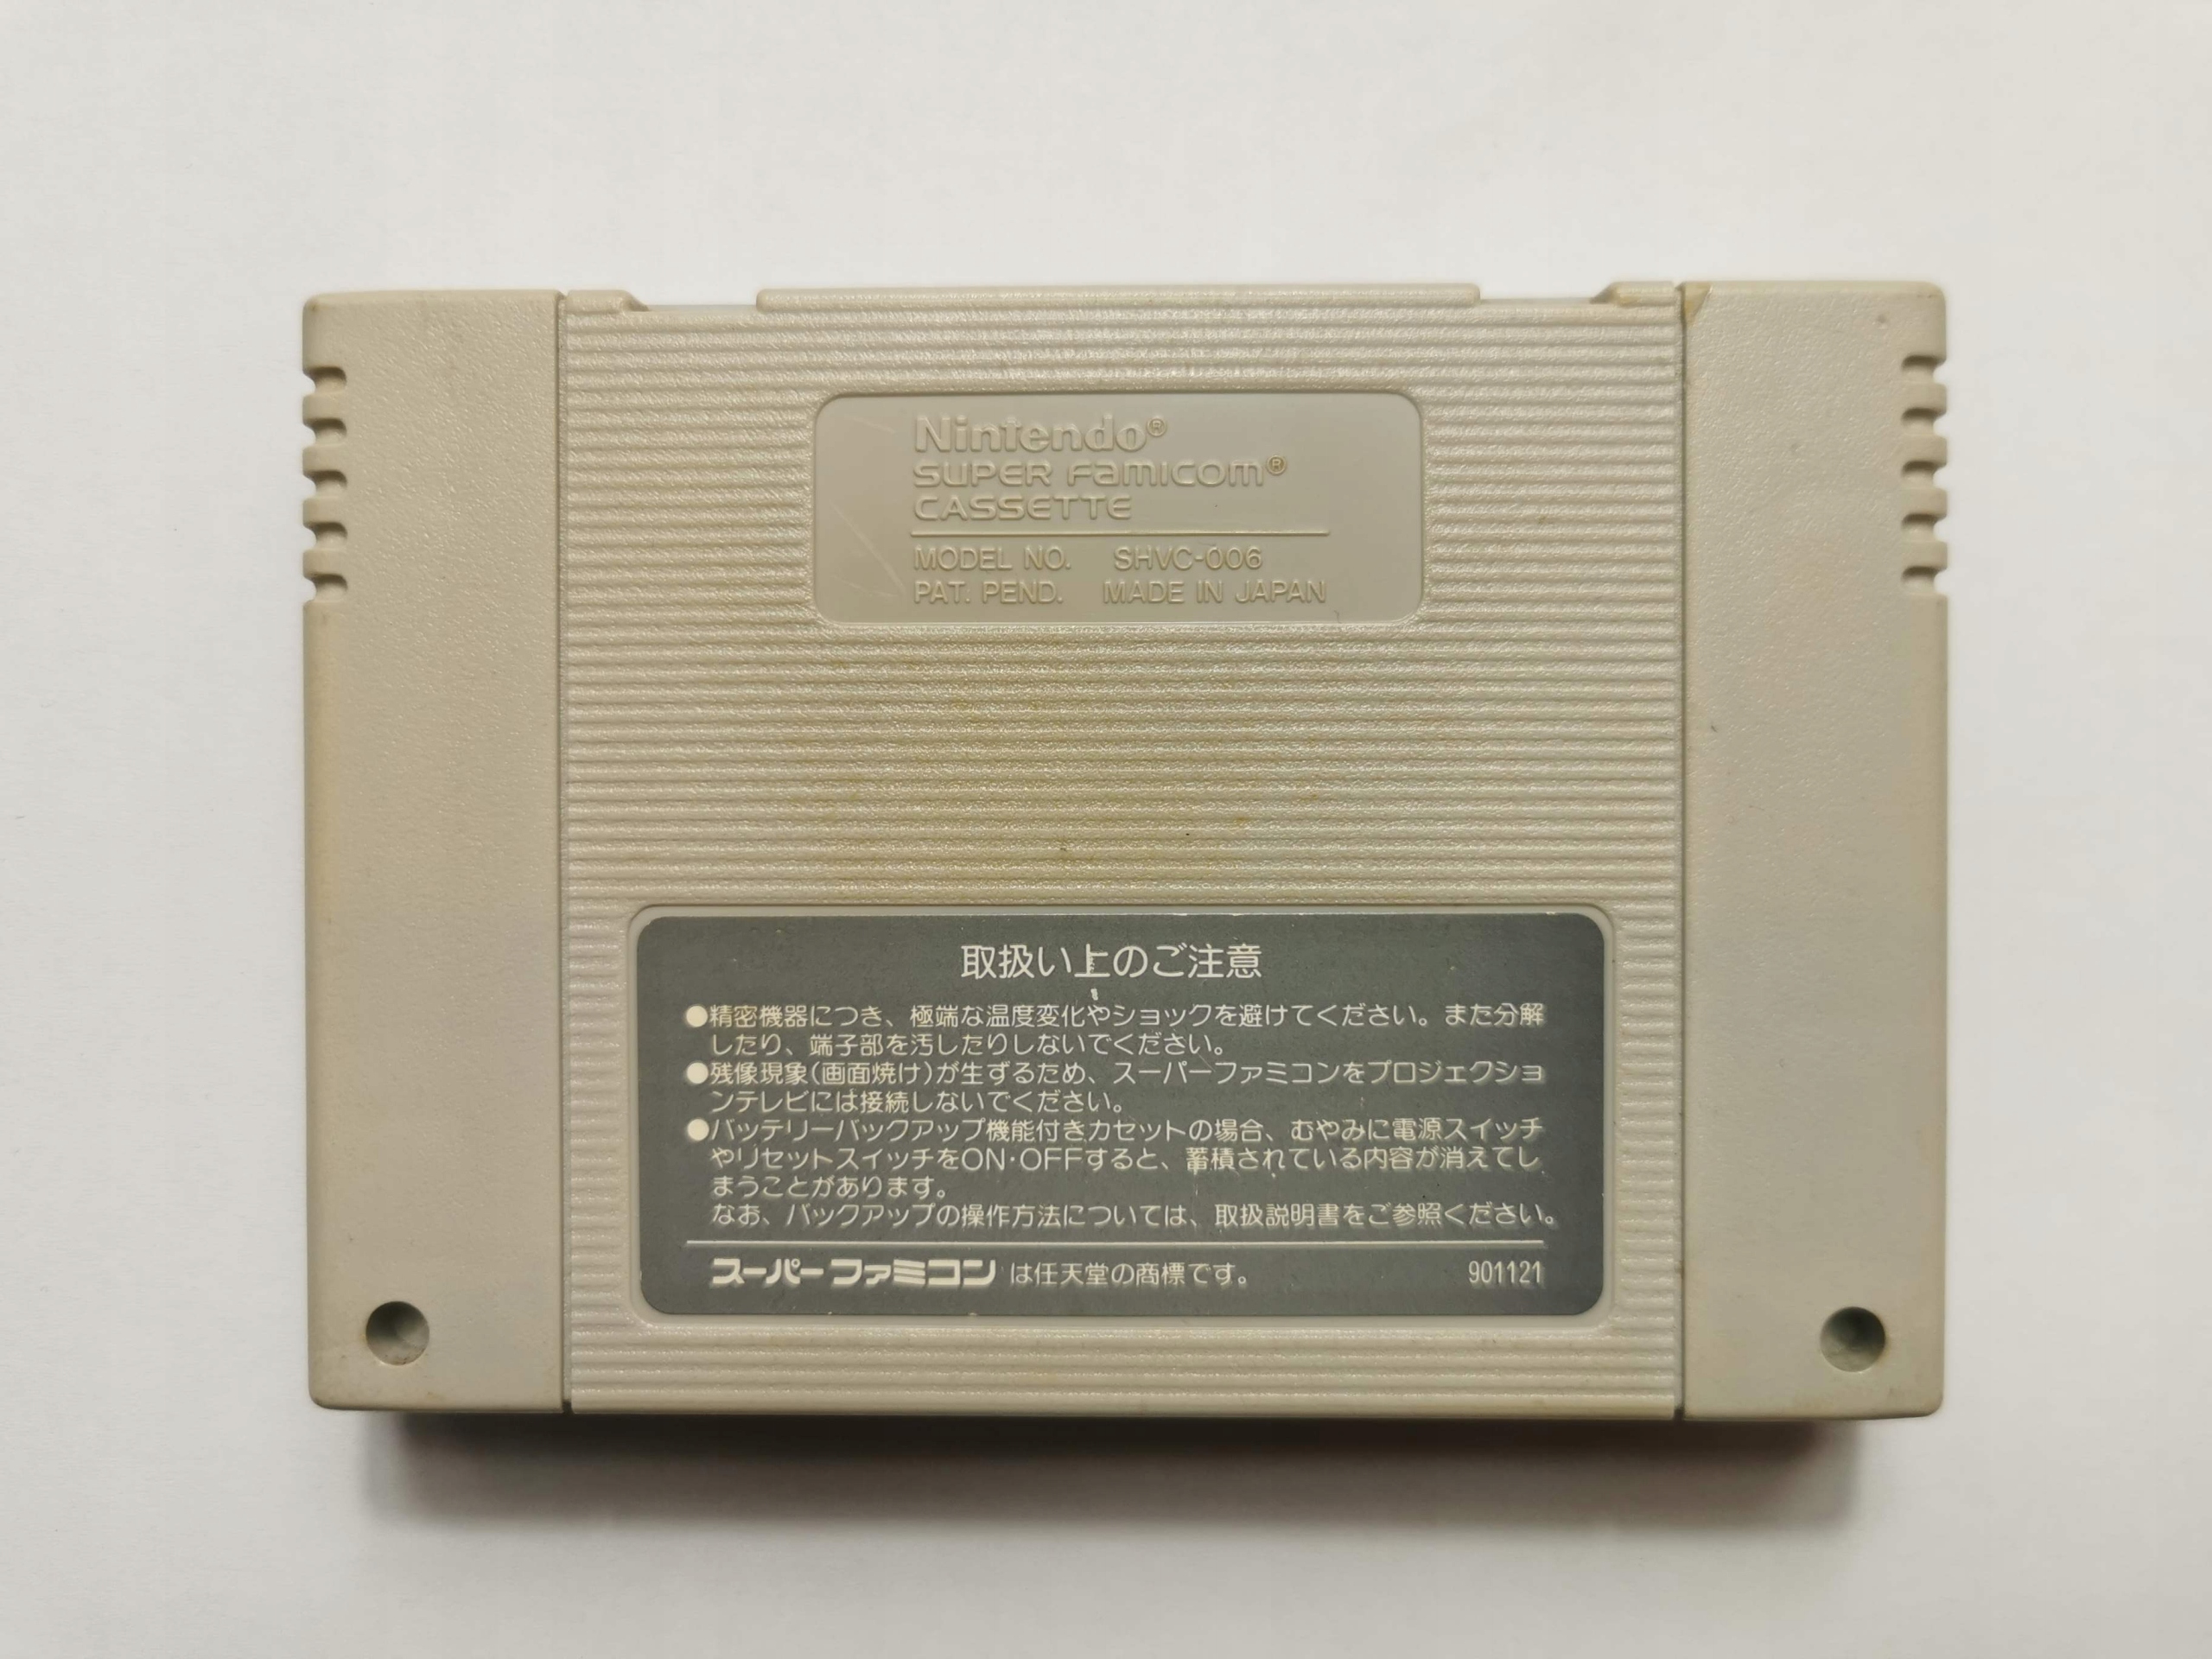 Nintendo®
SUPER FAMICOM®
CASSETTE
MODEL NO. SHVC-006
PAT. PEND. MADE IN JAPAN
取扱い上のご注意
●精密機器につき、極端な温度変化やショックを避けてください。また分解
したり、端子部を汚したりしないでください。
●残像現象(画面焼け)が生ずるため、スーパーファミコンをプロジェクショ
ンテレビには接続しないでください。
●バッテリーバックアップ機能付きカセットの場合、むやみに電源スイッチ
やリセットスイッチをON・OFFすると、蓄積されている内容が消えてし
まうことがあります。
なお、バックアップの操作方法については、取扱説明書をご参照ください。
スーパーファミコン は任天堂の商標です。 901121